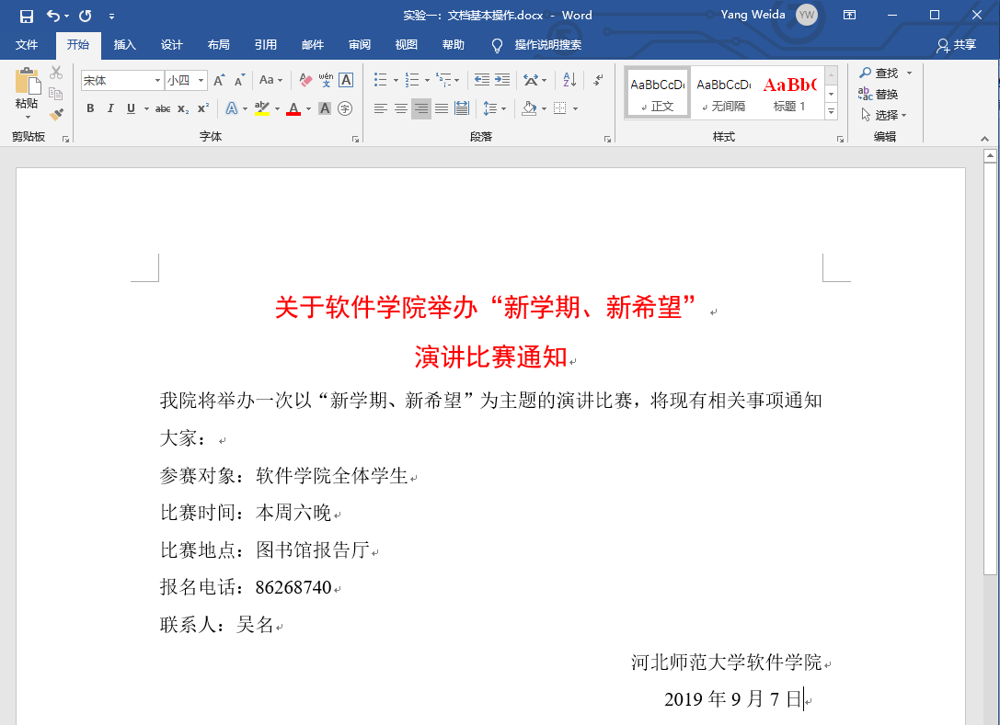 实验一：文档基本操作.docx - Word
Yang Weida
YW
文件 开始 插入 设计 布局 引用 邮件 审阅 视图 帮助 操作说明搜索 共享
宋体 小四 Aa
粘贴
B I U abc x₂ x² A ab A A 字
剪贴板 字体 段落 样式 编辑
AaBbCcDc AaBbCcDc AaBb(
正文 无间隔 标题 1
查找
替换
选择
关于软件学院举办“新学期、新希望”
演讲比赛通知
我院将举办一次以“新学期、新希望”为主题的演讲比赛，将现有相关事项通知
大家：
参赛对象：软件学院全体学生
比赛时间：本周六晚
比赛地点：图书馆报告厅
报名电话：86268740
联系人：吴名
河北师范大学软件学院
2019 年 9 月 7 日